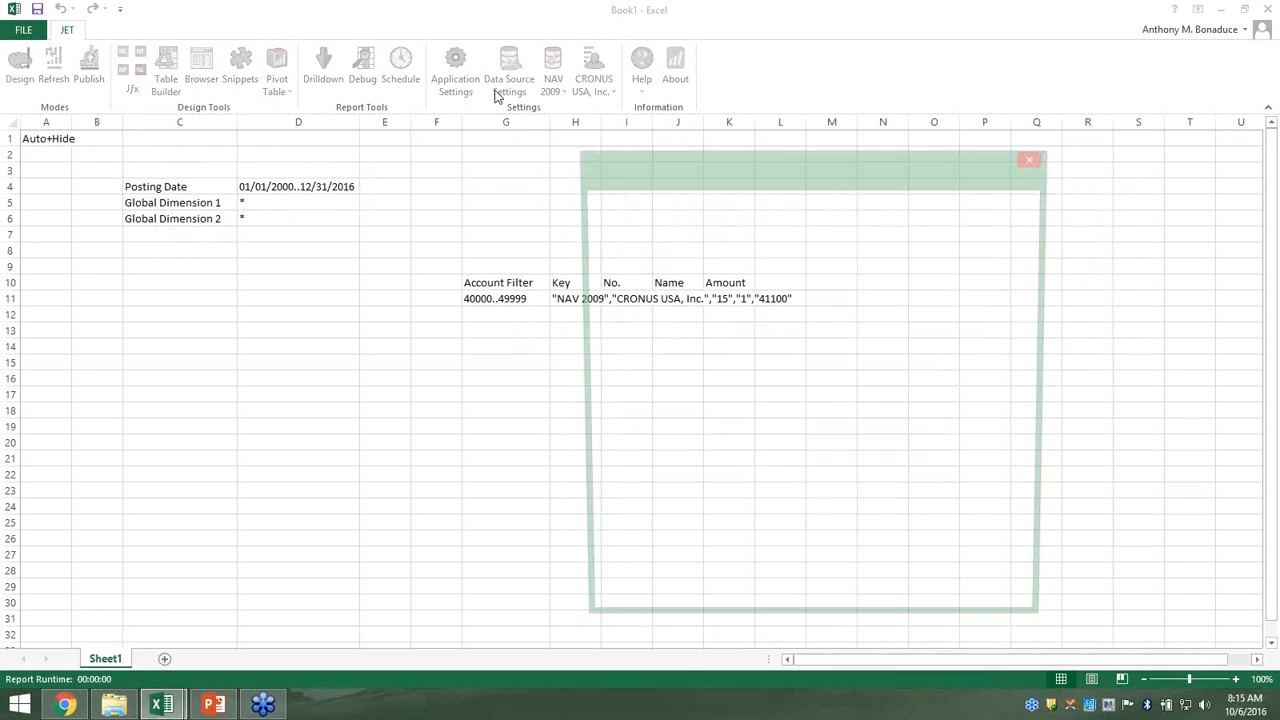 Book1 - Excel
FILE
JET
Anthony M. Bonaduce
Design
Refresh
Publish
Modes
Jfx
Table Builder
Browser
Snippets
Pivot Table
Design Tools
Drilldown
Debug
Schedule
Report Tools
Application Settings
Data Source Settings
NAV 2009
CRONUS USA, Inc.
Settings
Help
About
Information
A B C D E F G H I J K L M N O P Q R S T U
1 Auto+Hide
2
3
4 Posting Date 01/01/2000..12/31/2016
5 Global Dimension 1 *
6 Global Dimension 2 *
7
8
9
10 Account Filter Key No. Name Amount
11 40000..49999 "NAV 2009","CRONUS USA, Inc.","15","1","41100"
12
13
14
15
16
17
18
19
20
21
22
23
24
25
26
27
28
29
30
31
32
Sheet1
Report Runtime: 00:00:00
100%
8:15 AM
10/6/2016